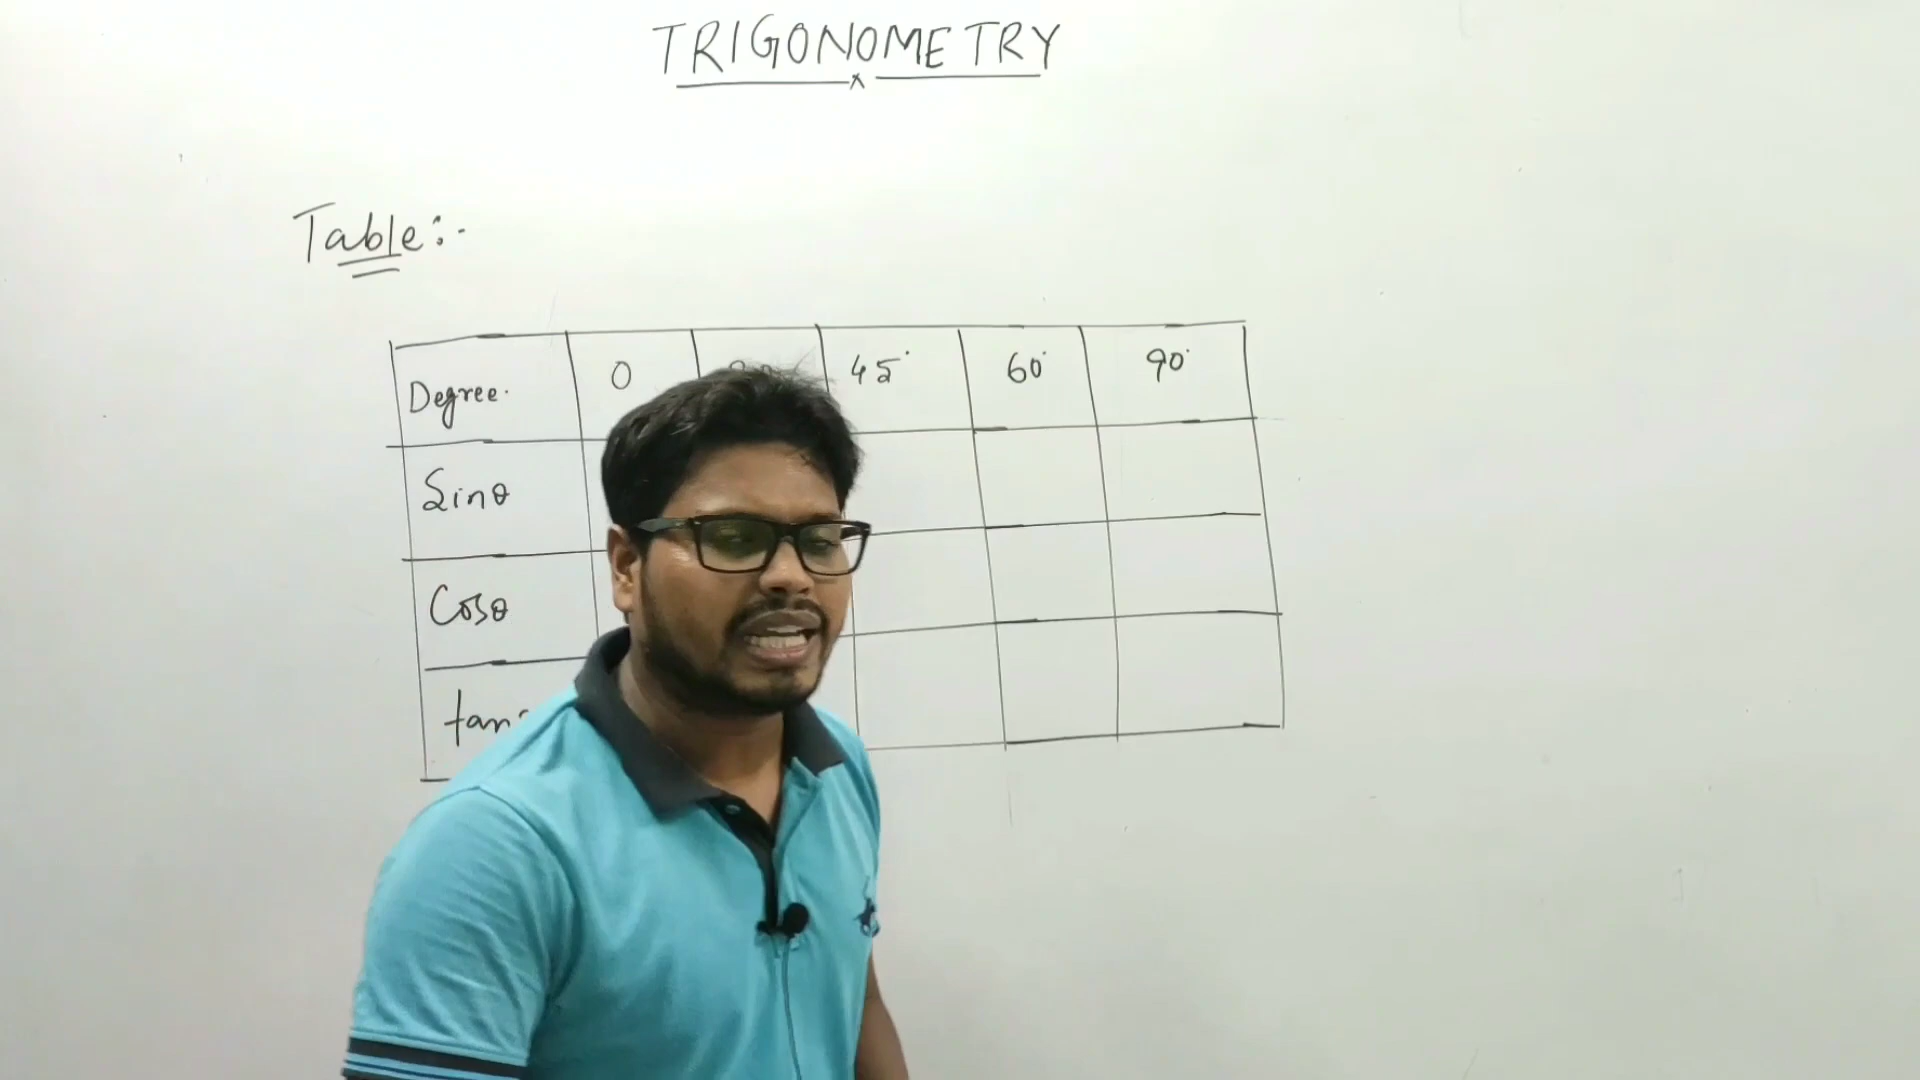 TRIGONOMETRY
x
Table:-
Degree. 0 45° 60° 90°
Sinθ
Cosθ
tan